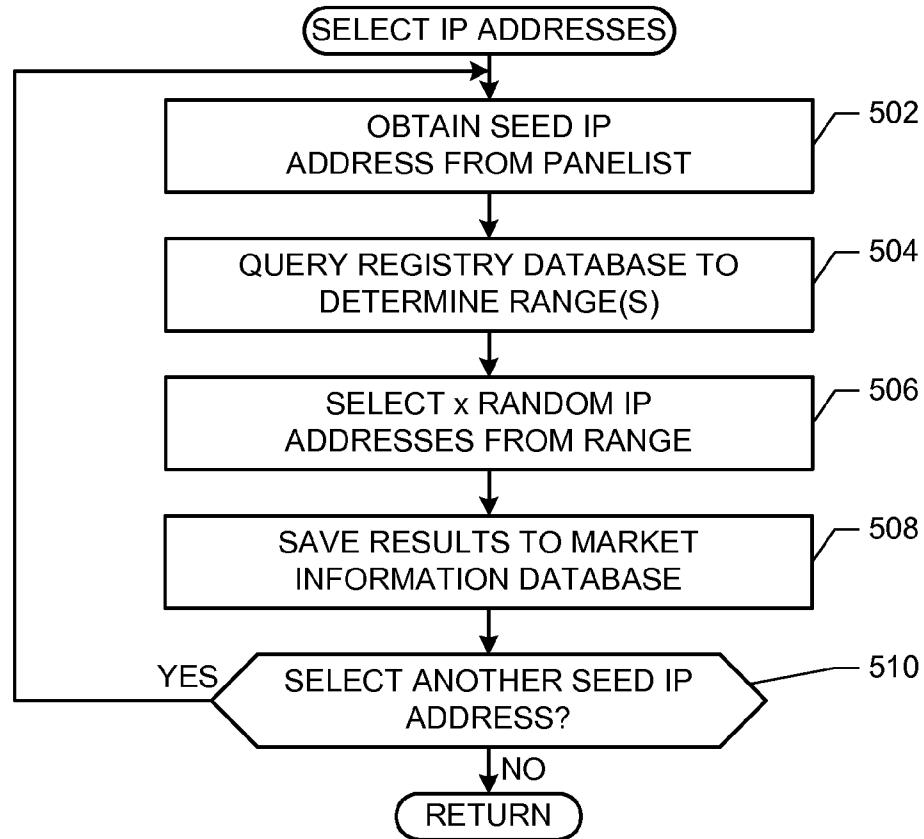 SELECT IP ADDRESSES
OBTAIN SEED IP
ADDRESS FROM PANELIST
502
QUERY REGISTRY DATABASE TO
DETERMINE RANGE(S)
504
SELECT x RANDOM IP
ADDRESSES FROM RANGE
506
SAVE RESULTS TO MARKET
INFORMATION DATABASE
508
YES
SELECT ANOTHER SEED IP
ADDRESS?
510
NO
RETURN